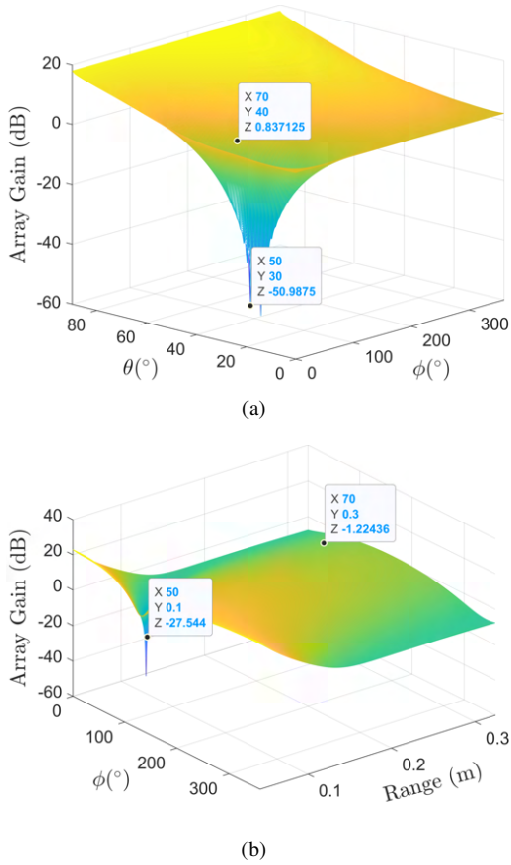 20
0
-20
-40
-60
Array Gain (dB)
X 70
Y 40
Z 0.837125
X 50
Y 30
Z -50.9875
80
60
40
20
0
θ(°)
0
100
200
300
ϕ(°)
(a)
40
20
0
-20
-40
-60
Array Gain (dB)
X 70
Y 0.3
Z -1.22436
X 50
Y 0.1
Z -27.544
0
100
200
300
ϕ(°)
0.1
0.2
0.3
Range (m)
(b)